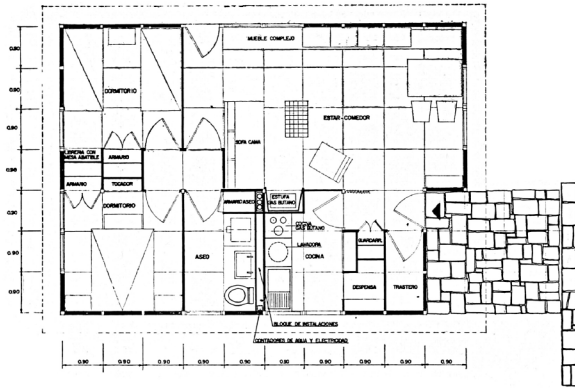 MUEBLE COMPLEJO
DORMITORIO
ESTAR-COMEDOR
SOFA CAMA
LIBRERIA CON
MESA ABATIBLE
ARMARIO
ARMARIO
TOCADOR
DORMITORIO
ARMARIO ASEO
ESTUFA
GAS BUTANO
COCINA
GAS BUTANO
LAVADORA
GUARDARR.
ASEO
COCINA
DESPENSA
TRASTERO
BLOQUE DE INSTALACIONES
CONTADORES DE AGUA Y ELECTRICIDAD
0.90
0.90
0.90
0.90
0.90
0.90
0.90
0.90 0.90 0.90 0.90 0.90 0.90 0.90 0.90 0.90 0.90